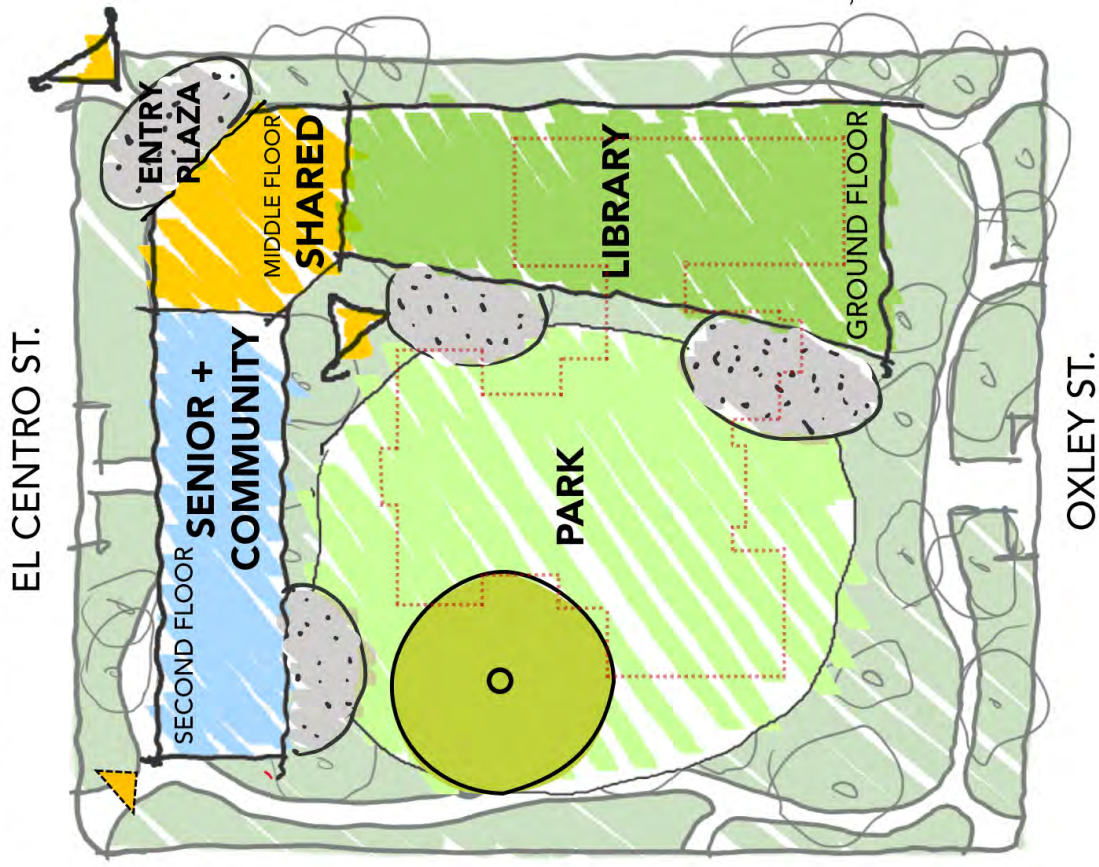 EL CENTRO ST.
ENTRY
PLAZA
MIDDLE FLOOR
SHARED
SECOND FLOOR
SENIOR +
COMMUNITY
LIBRARY
GROUND FLOOR
PARK
OXLEY ST.